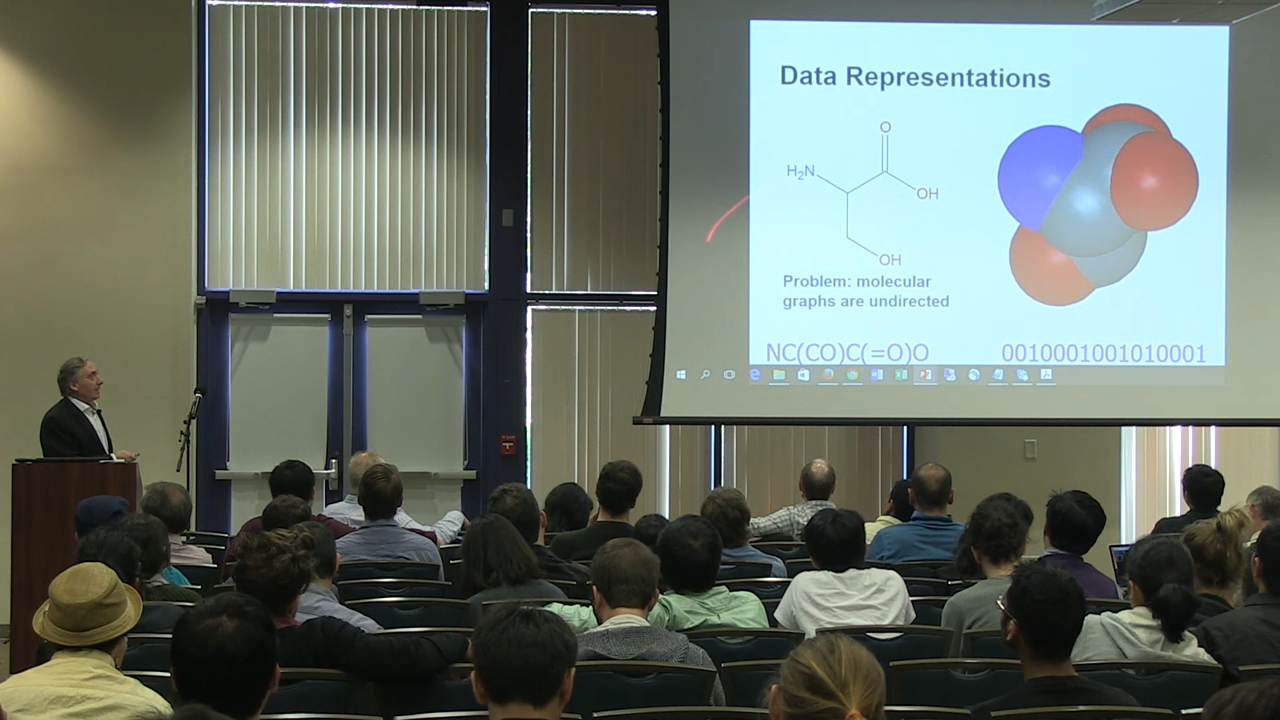 Data Representations
O
H₂N
OH
OH
Problem: molecular
graphs are undirected
NC(CO)C(=O)O
0010001001010001